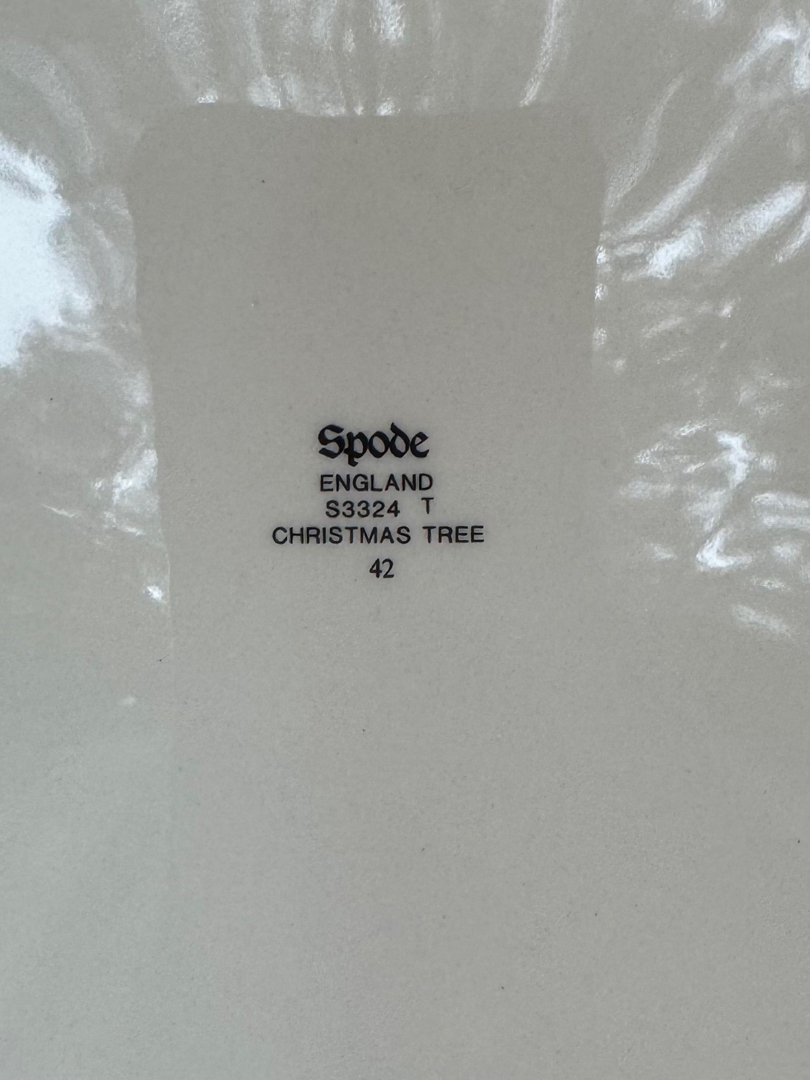 Spode
ENGLAND
S3324 T
CHRISTMAS TREE
42